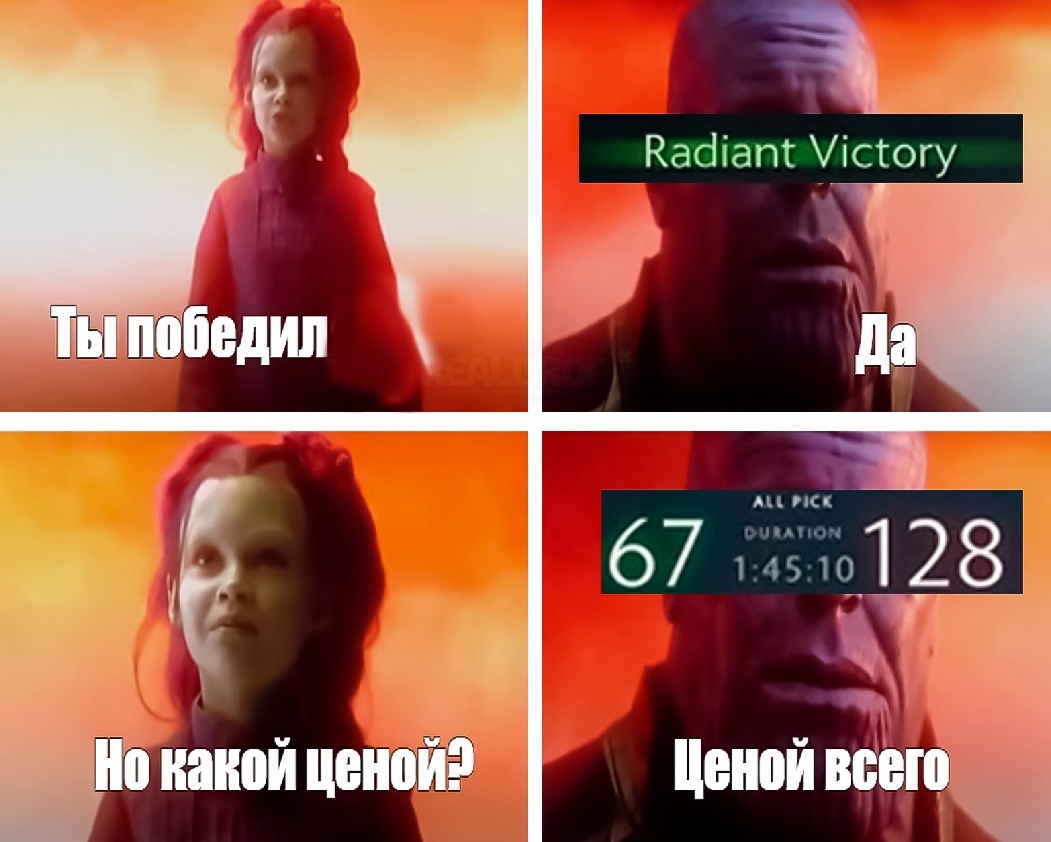 Ты победил
Radiant Victory
Да
Но какой ценой?
ALL PICK
67 DURATION 128
1:45:10
Ценой всего